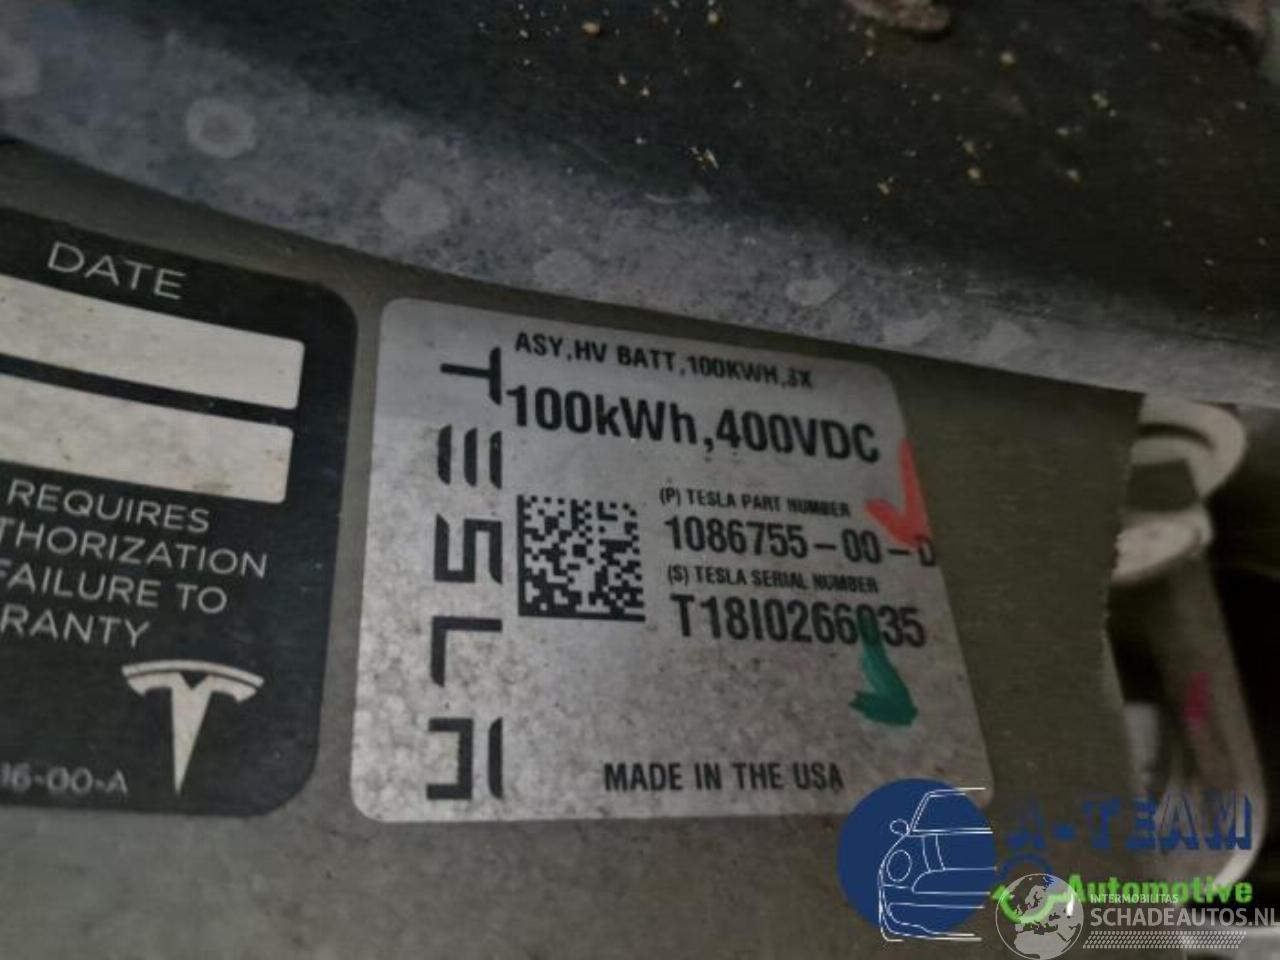 DATE
REQUIRES
THORIZATION
FAILURE TO
RANTY
16-00-A
TESLA
ASY,HV BATT,100KWH,3X
100kWh,400VDC
(P) TESLA PART NUMBER
1086755-00-D
(S) TESLA SERIAL NUMBER
T18I0266035
MADE IN THE USA
A-TEAM
Automotive
INTERMOBILITAS
SCHADEAUTOS.NL